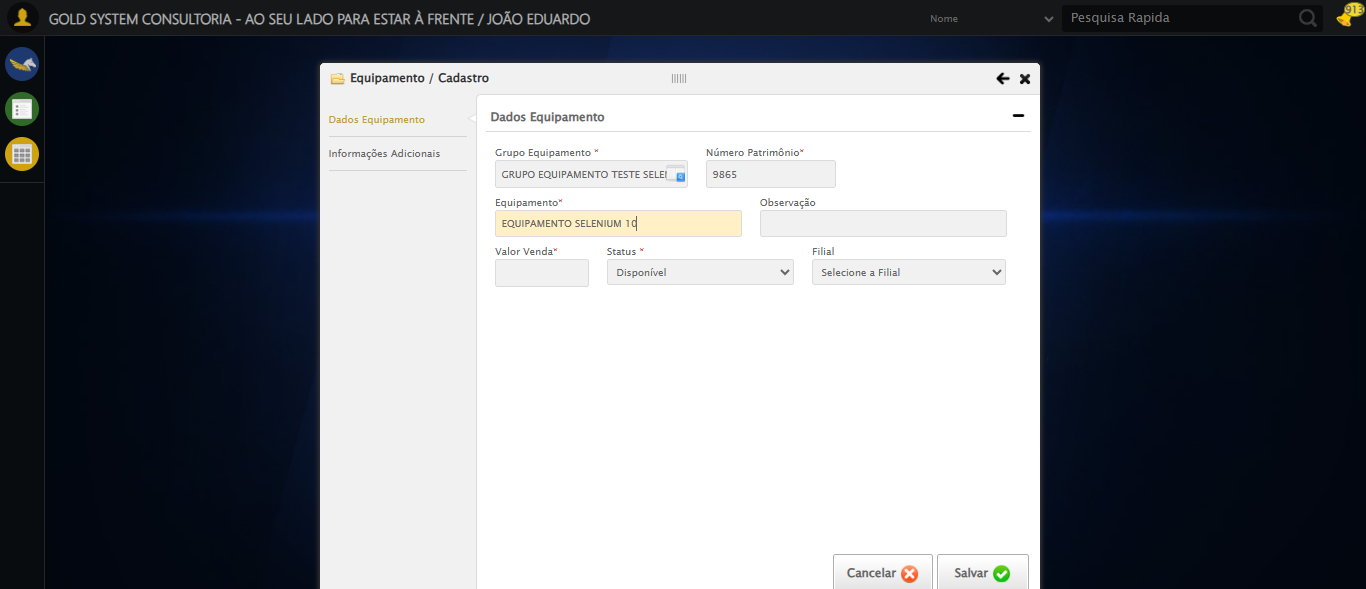 GOLD SYSTEM CONSULTORIA - AO SEU LADO PARA ESTAR À FRENTE / JOÃO EDUARDO
Nome
Pesquisa Rapida
913
Equipamento / Cadastro
Dados Equipamento
Informações Adicionais
Dados Equipamento
Grupo Equipamento * Número Patrimônio*
GRUPO EQUIPAMENTO TESTE SELE 9865
Equipamento* Observação
EQUIPAMENTO SELENIUM 10
Valor Venda* Status * Filial
Disponível Selecione a Filial
Cancelar Salvar